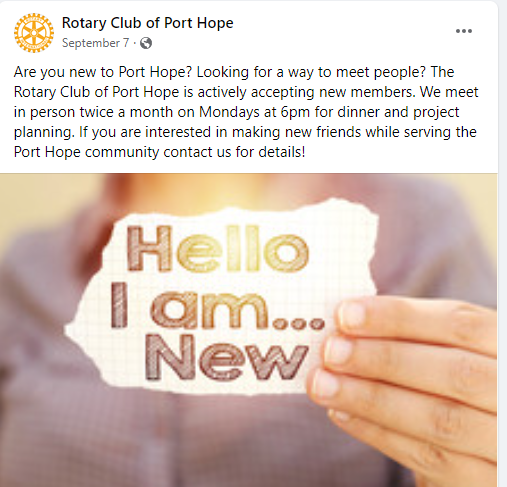 Rotary Club of Port Hope
September 7 ·
Are you new to Port Hope? Looking for a way to meet people? The
Rotary Club of Port Hope is actively accepting new members. We meet
in person twice a month on Mondays at 6pm for dinner and project
planning. If you are interested in making new friends while serving the
Port Hope community contact us for details!
Hello
I am...
New